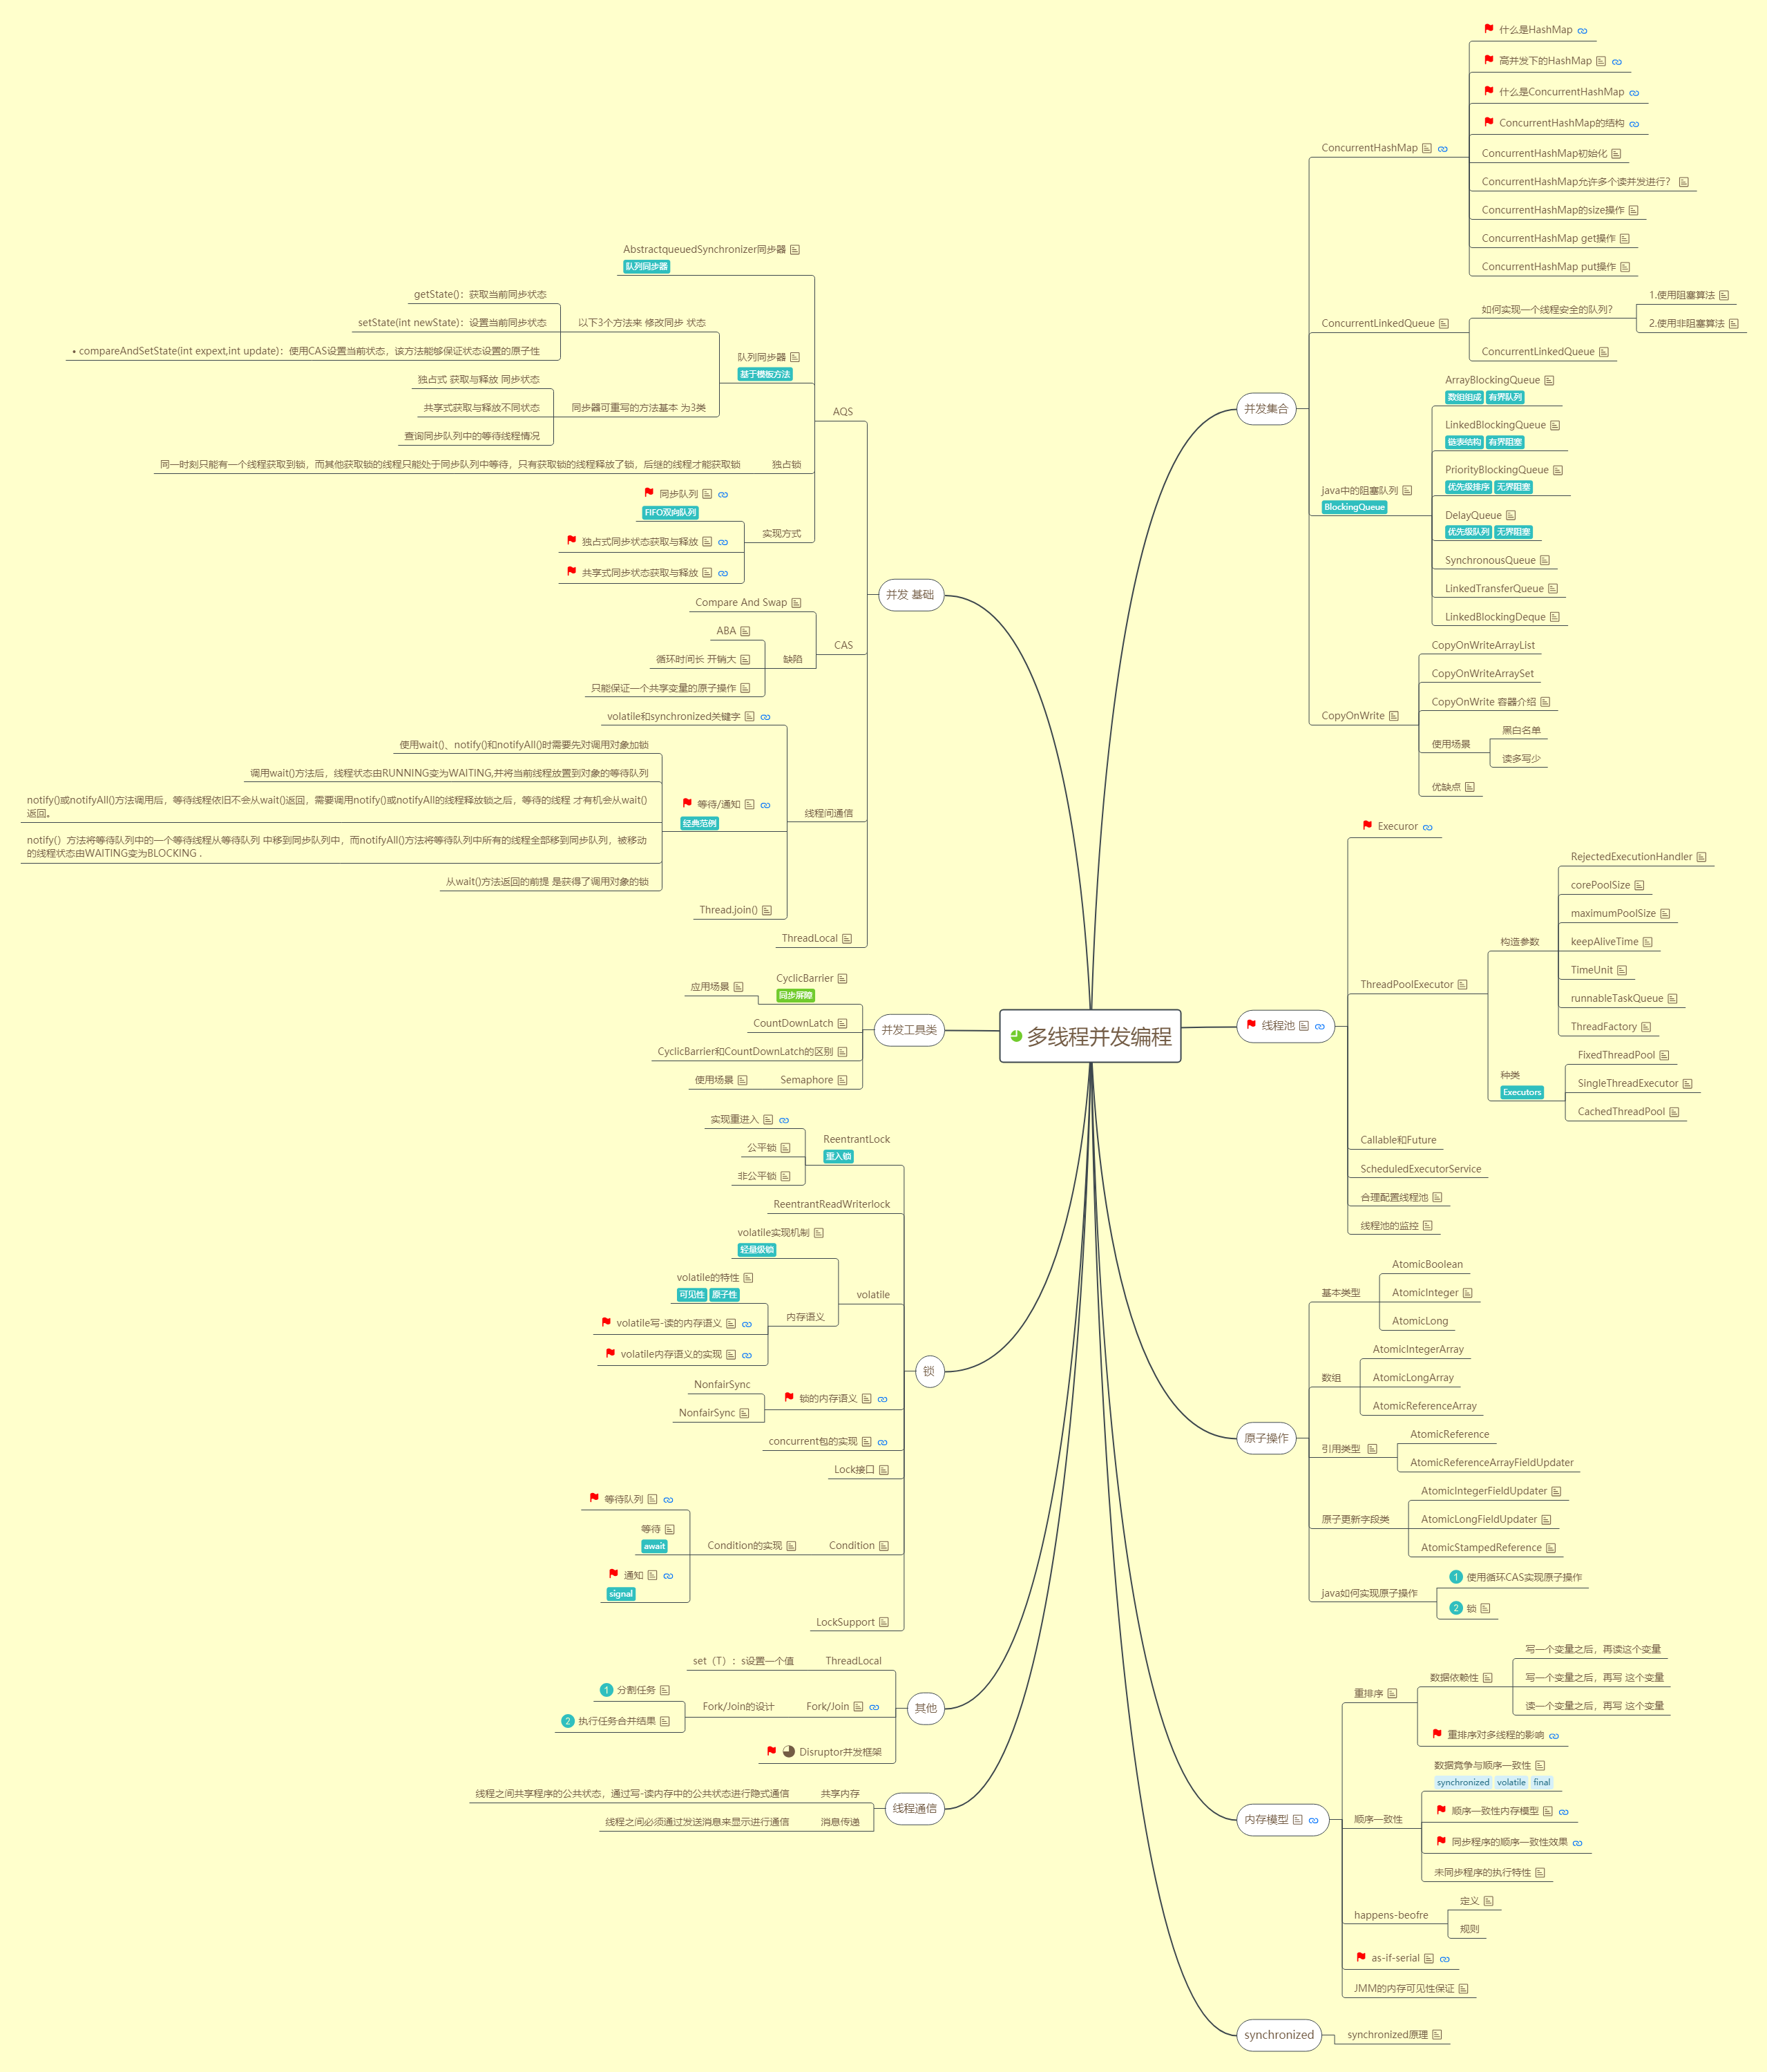 多线程并发编程
并发集合
ConcurrentHashMap
什么是HashMap
高并发下的HashMap
什么是ConcurrentHashMap
ConcurrentHashMap的结构
ConcurrentHashMap初始化
ConcurrentHashMap允许多个读并发进行?
ConcurrentHashMap的size操作
ConcurrentHashMap get操作
ConcurrentHashMap put操作
ConcurrentLinkedQueue
如何实现一个线程安全的队列?
1.使用阻塞算法
2.使用非阻塞算法
ConcurrentLinkedQueue
java中的阻塞队列
BlockingQueue
ArrayBlockingQueue
数组组成 有界队列
LinkedBlockingQueue
链表结构 有界阻塞
PriorityBlockingQueue
优先级排序 无界阻塞
DelayQueue
优先级队列 无界阻塞
SynchronousQueue
LinkedTransferQueue
LinkedBlockingDeque
CopyOnWrite
CopyOnWriteArrayList
CopyOnWriteArraySet
CopyOnWrite 容器介绍
使用场景
黑白名单
读多写少
优缺点
线程池
Execuror
ThreadPoolExecutor
构造参数
RejectedExecutionHandler
corePoolSize
maximumPoolSize
keepAliveTime
TimeUnit
runnableTaskQueue
ThreadFactory
种类
Executors
FixedThreadPool
SingleThreadExecutor
CachedThreadPool
Callable和Future
ScheduledExecutorService
合理配置线程池
线程池的监控
原子操作
基本类型
AtomicBoolean
AtomicInteger
AtomicLong
数组
AtomicIntegerArray
AtomicLongArray
AtomicReferenceArray
引用类型
AtomicReference
AtomicReferenceArrayFieldUpdater
原子更新字段类
AtomicIntegerFieldUpdater
AtomicLongFieldUpdater
AtomicStampedReference
java如何实现原子操作
1 使用循环CAS实现原子操作
2 锁
内存模型
重排序
数据依赖性
写一个变量之后，再读这个变量
写一个变量之后，再写 这个变量
读一个变量之后，再写 这个变量
重排序对多线程的影响
顺序一致性
数据竞争与顺序一致性
synchronized volatile final
顺序一致性内存模型
同步程序的顺序一致性效果
未同步程序的执行特性
happens-beofre
定义
规则
as-if-serial
JMM的内存可见性保证
synchronized
synchronized原理
并发 基础
AQS
AbstractqueuedSynchronizer同步器
队列同步器
队列同步器
基于模板方法
以下3个方法来 修改同步 状态
getState()：获取当前同步状态
setState(int newState)：设置当前同步状态
• compareAndSetState(int expext,int update)：使用CAS设置当前状态，该方法能够保证状态设置的原子性
同步器可重写的方法基本 为3类
独占式 获取与释放 同步状态
共享式获取与释放不同状态
查询同步队列中的等待线程情况
独占锁
同一时刻只能有一个线程获取到锁，而其他获取锁的线程只能处于同步队列中等待，只有获取锁的线程释放了锁，后继的线程才能获取锁
实现方式
同步队列
FIFO双向队列
独占式同步状态获取与释放
共享式同步状态获取与释放
CAS
Compare And Swap
缺陷
ABA
循环时间长 开销大
只能保证一个共享变量的原子操作
线程间通信
volatile和synchronized关键字
等待/通知
经典范例
使用wait()、notify()和notifyAll()时需要先对调用对象加锁
调用wait()方法后，线程状态由RUNNING变为WAITING,并将当前线程放置到对象的等待队列
notify()或notifyAll()方法调用后，等待线程依旧不会从wait()返回，需要调用notify()或notifyAll的线程释放锁之后，等待的线程 才有机会从wait()
返回。
notify()  方法将等待队列中的一个等待线程从等待队列 中移到同步队列中，而notifyAll()方法将等待队列中所有的线程全部移到同步队列，被移动
的线程状态由WAITING变为BLOCKING .
从wait()方法返回的前提 是获得了调用对象的锁
Thread.join()
ThreadLocal
并发工具类
CyclicBarrier
同步屏障
应用场景
CountDownLatch
CyclicBarrier和CountDownLatch的区别
Semaphore
使用场景
锁
ReentrantLock
重入锁
实现重进入
公平锁
非公平锁
ReentrantReadWriterlock
volatile
volatile实现机制
轻量级锁
内存语义
volatile的特性
可见性 原子性
volatile写-读的内存语义
volatile内存语义的实现
锁的内存语义
NonfairSync
NonfairSync
concurrent包的实现
Lock接口
Condition
Condition的实现
等待队列
等待
await
通知
signal
LockSupport
其他
ThreadLocal
set（T）：s设置一个值
Fork/Join
Fork/Join的设计
1 分割任务
2 执行任务合并结果
Disruptor并发框架
线程通信
共享内存
线程之间共享程序的公共状态，通过写-读内存中的公共状态进行隐式通信
消息传递
线程之间必须通过发送消息来显示进行通信